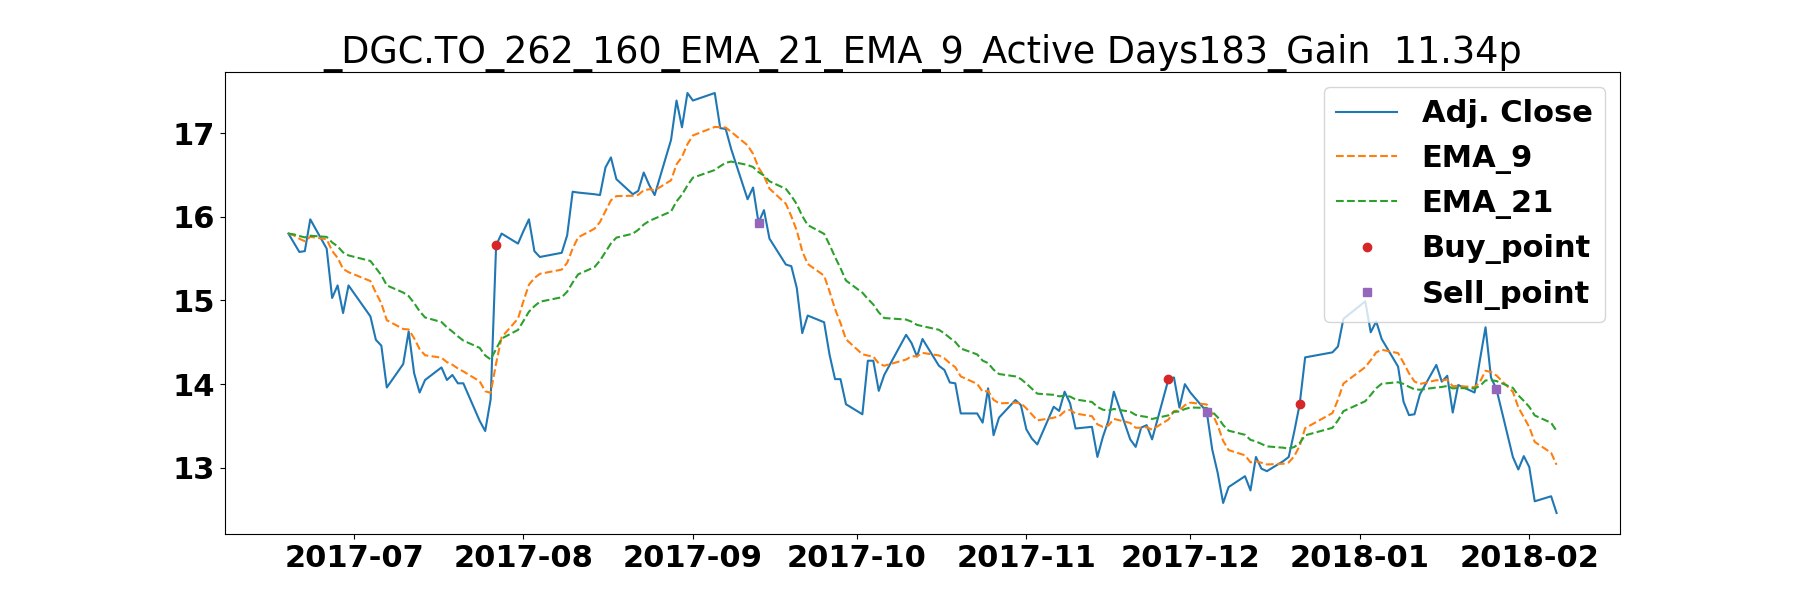 _DGC.TO_262_160_EMA_21_EMA_9_Active Days183_Gain  11.34p
17
16
15
14
13
Adj. Close
EMA_9
EMA_21
Buy_point
Sell_point
2017-07 2017-08 2017-09 2017-10 2017-11 2017-12 2018-01 2018-02